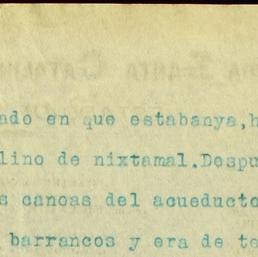 ado en que estabanya,h
lino de nixtamal.Despu
s canoas del acueducto
barrancos y era de te